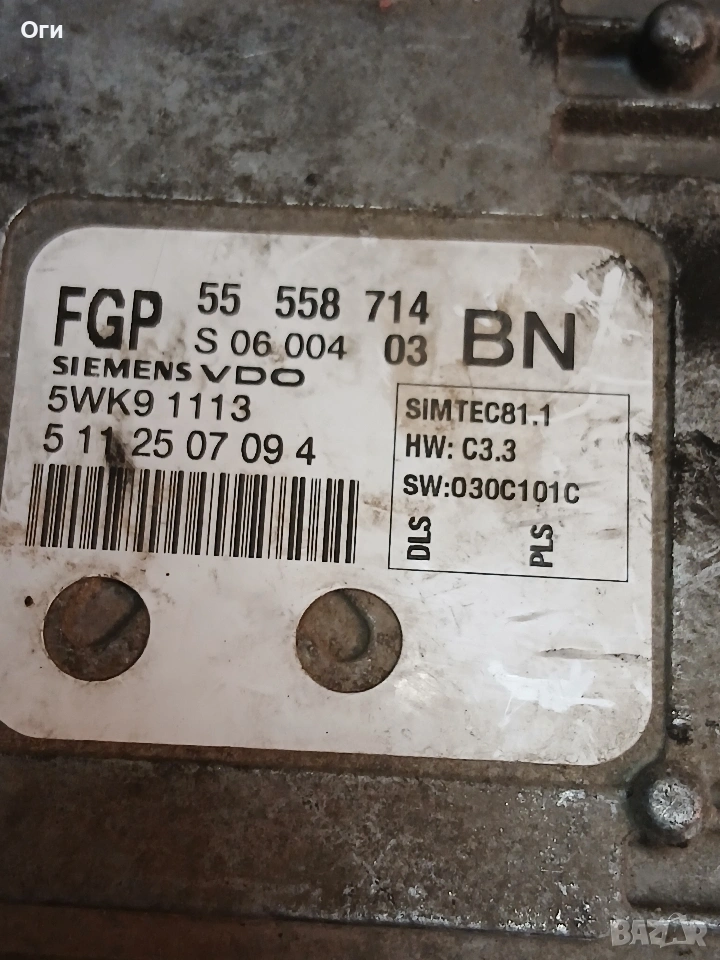 Оги
FGP 55 558 714 BN
S 06 004 03
SIEMENS VDO
5WK9 1113
5 11 25 07 09 4
SIMTEC81.1
HW: C3.3
SW:030C101C
DLS PLS
BAZAR